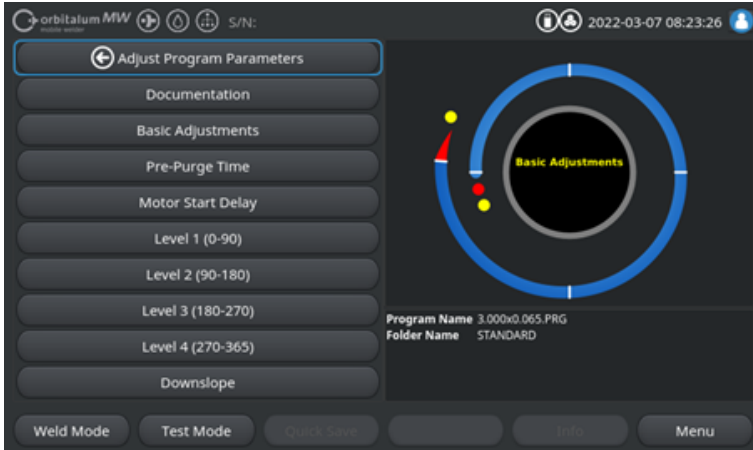 orbitalum MW S/N: 2022-03-07 08:23:26
mobile welder
Adjust Program Parameters
Documentation
Basic Adjustments
Pre-Purge Time
Motor Start Delay
Level 1 (0-90)
Level 2 (90-180)
Level 3 (180-270)
Level 4 (270-365)
Downslope
Basic Adjustments
Program Name 3.000x0.065.PRG
Folder Name STANDARD
Weld Mode Test Mode Quick Save Info Menu